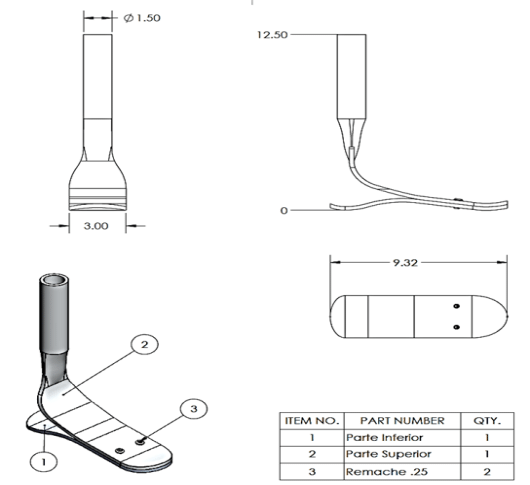 Ø1.50
12.50
3.00
0
9.32
2
3
1
ITEM NO. PART NUMBER QTY.
1 Parte Inferior 1
2 Parte Superior 1
3 Remache .25 2